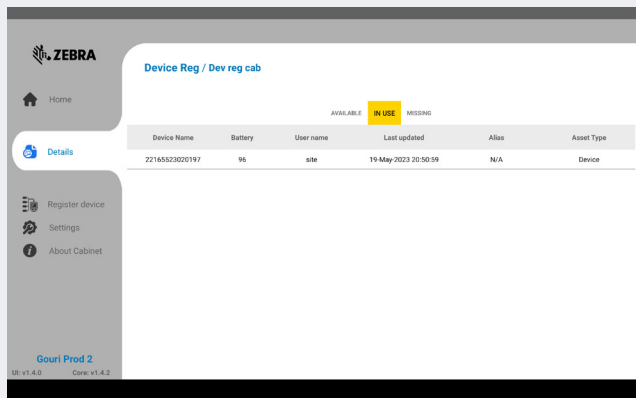 ZEBRA
Device Reg / Dev reg cab
Home
AVAILABLE IN USE MISSING
Device Name Battery User name Last updated Alias Asset Type
Details
22165523020197 96 site 19-May-2023 20:50:59 N/A Device
Register device
Settings
About Cabinet
Gouri Prod 2
UI: v1.4.0 Core: v1.4.2